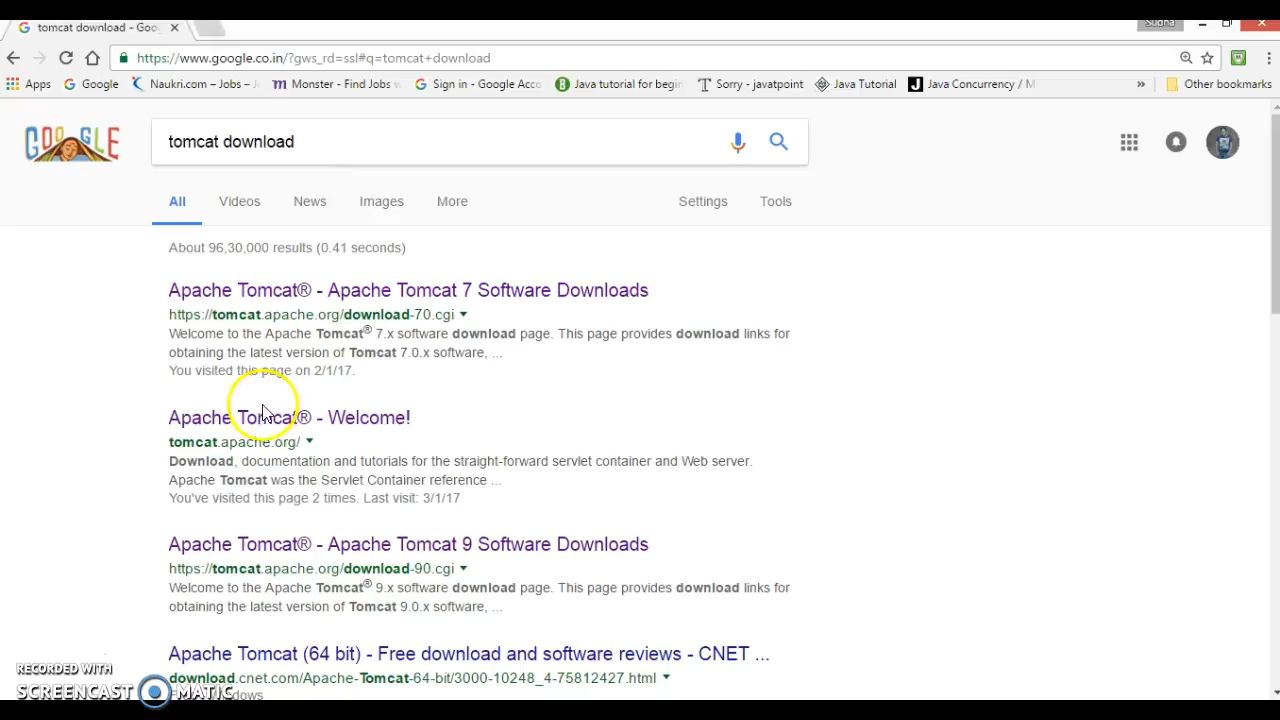 tomcat download - Goo
Sudha
https://www.google.co.in/?gws_rd=ssl#q=tomcat+download
Apps Google Naukri.com – Jobs – Monster - Find Jobs Sign in - Google Acc Java tutorial for begin Sorry - javatpoint Java Tutorial Java Concurrency / M » Other bookmarks
GOOGLE
tomcat download
All Videos News Images More Settings Tools
About 96,30,000 results (0.41 seconds)
Apache Tomcat® - Apache Tomcat 7 Software Downloads
https://tomcat.apache.org/download-70.cgi
Welcome to the Apache Tomcat® 7.x software download page. This page provides download links for
obtaining the latest version of Tomcat 7.0.x software, ...
You visited this page on 2/1/17.
Apache Tomcat® - Welcome!
tomcat.apache.org/
Download, documentation and tutorials for the straight-forward servlet container and Web server.
Apache Tomcat was the Servlet Container reference ...
You've visited this page 2 times. Last visit: 3/1/17
Apache Tomcat® - Apache Tomcat 9 Software Downloads
https://tomcat.apache.org/download-90.cgi
Welcome to the Apache Tomcat® 9.x software download page. This page provides download links for
obtaining the latest version of Tomcat 9.0.x software, ...
Apache Tomcat (64 bit) - Free download and software reviews - CNET ...
download.cnet.com/Apache-Tomcat-64-bit/3000-10248_4-75812427.html
RECORDED WITH
SCREENCAST MATIC